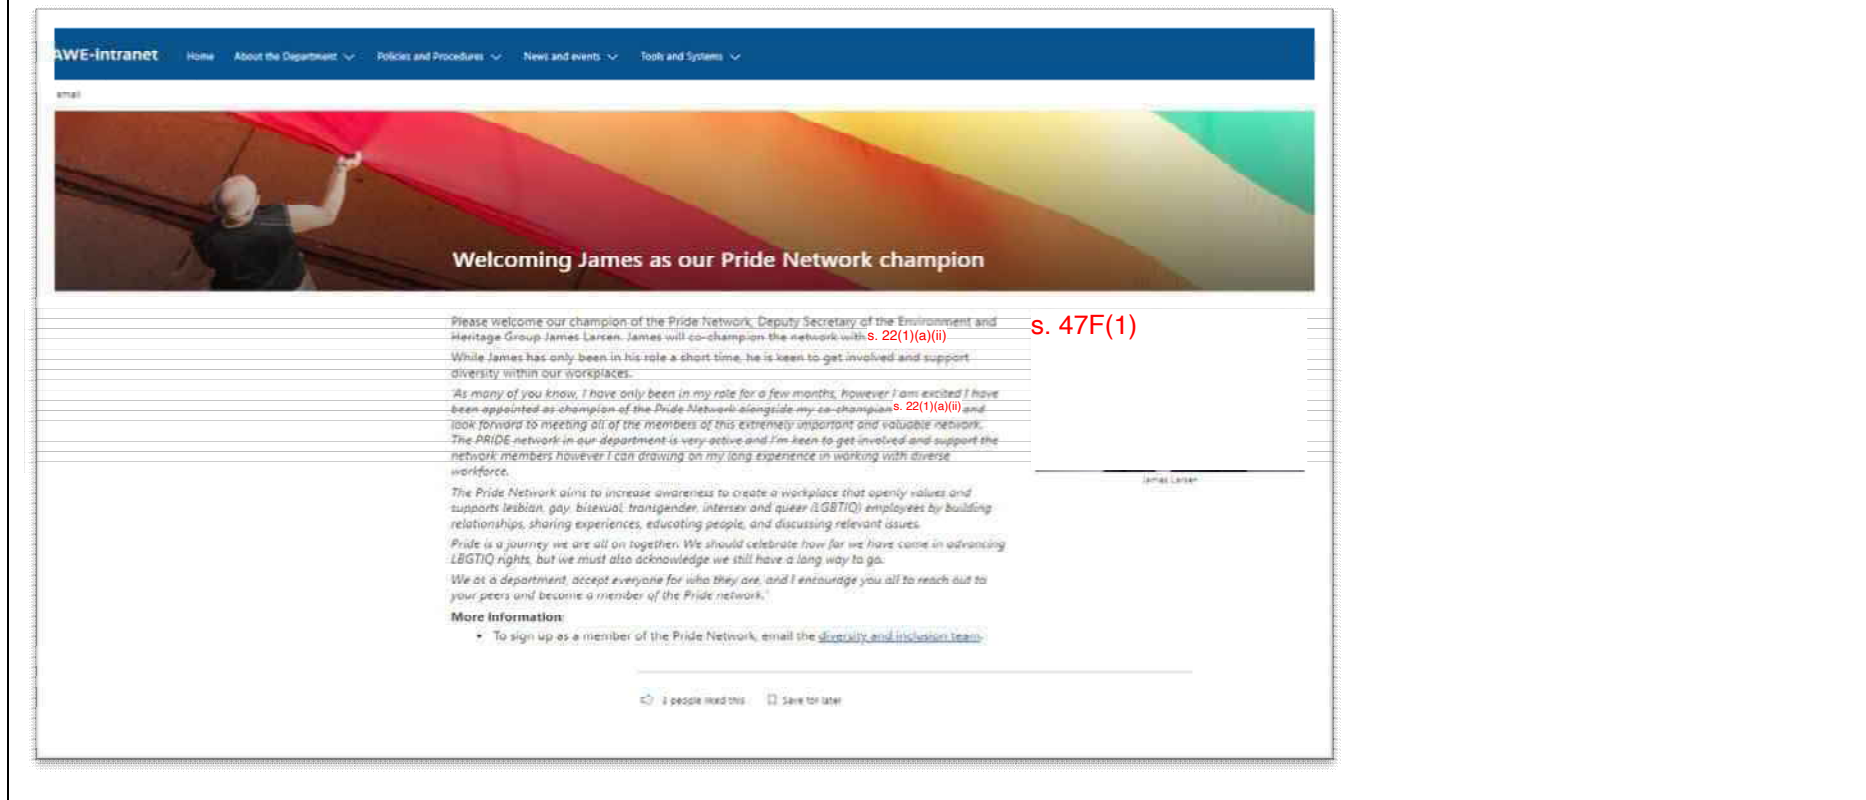 AWE-intranet Home About the Department Policies and Procedures News and events Tools and Systems
email
Welcoming James as our Pride Network champion
Please welcome our champion of the Pride Network, Deputy Secretary of the Environment and
Heritage Group James Larsen. James will co-champion the network with s. 22(1)(a)(ii)
s. 47F(1)
While James has only been in his role a short time, he is keen to get involved and support
diversity within our workplaces.
'As many of you know, I have only been in my role for a few months, however I am excited I have
been appointed as champion of the Pride Network alongside my co-champion s. 22(1)(a)(ii) and
look forward to meeting all of the members of this extremely important and valuable network.
The PRIDE network in our department is very active and I'm keen to get involved and support the
network members however I can drawing on my long experience in working with diverse
workforce.
James Larsen
The Pride Network aims to increase awareness to create a workplace that openly values and
supports lesbian, gay, bisexual, transgender, intersex and queer (LGBTIQ) employees by building
relationships, sharing experiences, educating people, and discussing relevant issues.
Pride is a journey we are all on together. We should celebrate how far we have come in advancing
LBGTIQ rights, but we must also acknowledge we still have a long way to go.
We as a department, accept everyone for who they are, and I encourage you all to reach out to
your peers and become a member of the Pride network.'
More information:
• To sign up as a member of the Pride Network, email the diversity and inclusion team.
people liked this Save for later